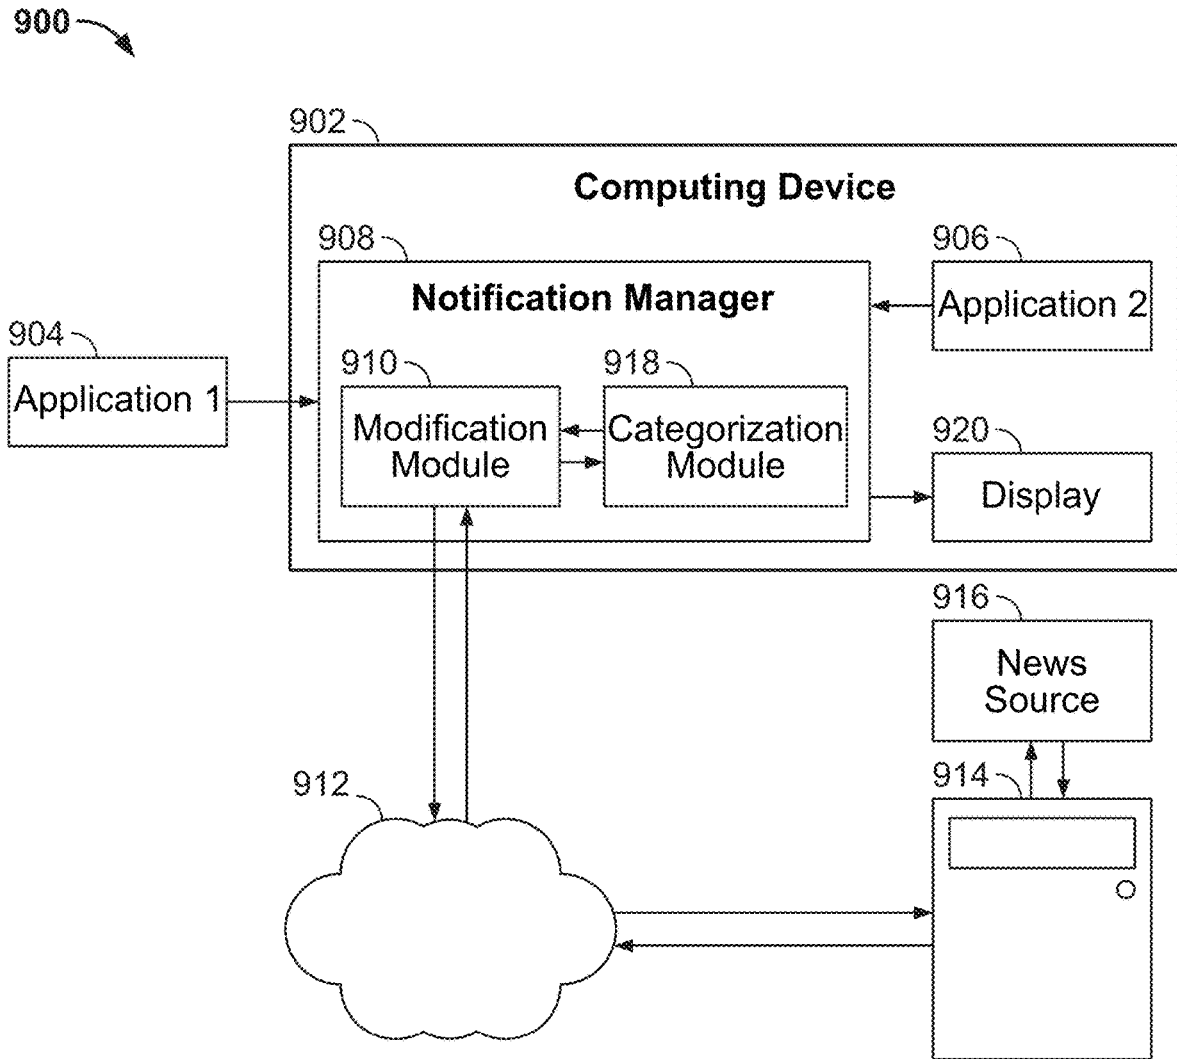 900
902
Computing Device
908
906
Notification Manager
Application 2
904
910
918
Application 1
Modification
Module
Categorization
Module
920
Display
916
News
Source
912
914